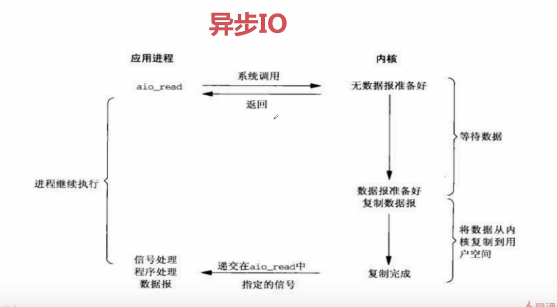 异步IO
应用进程
内核
aio_read
系统调用
返回
无数据报准备好
等待数据
进程继续执行
数据报准备好
复制数据报
将数据从内
核复制到用
户空间
信号处理
程序处理
数据报
递交在aio_read中
指定的信号
复制完成